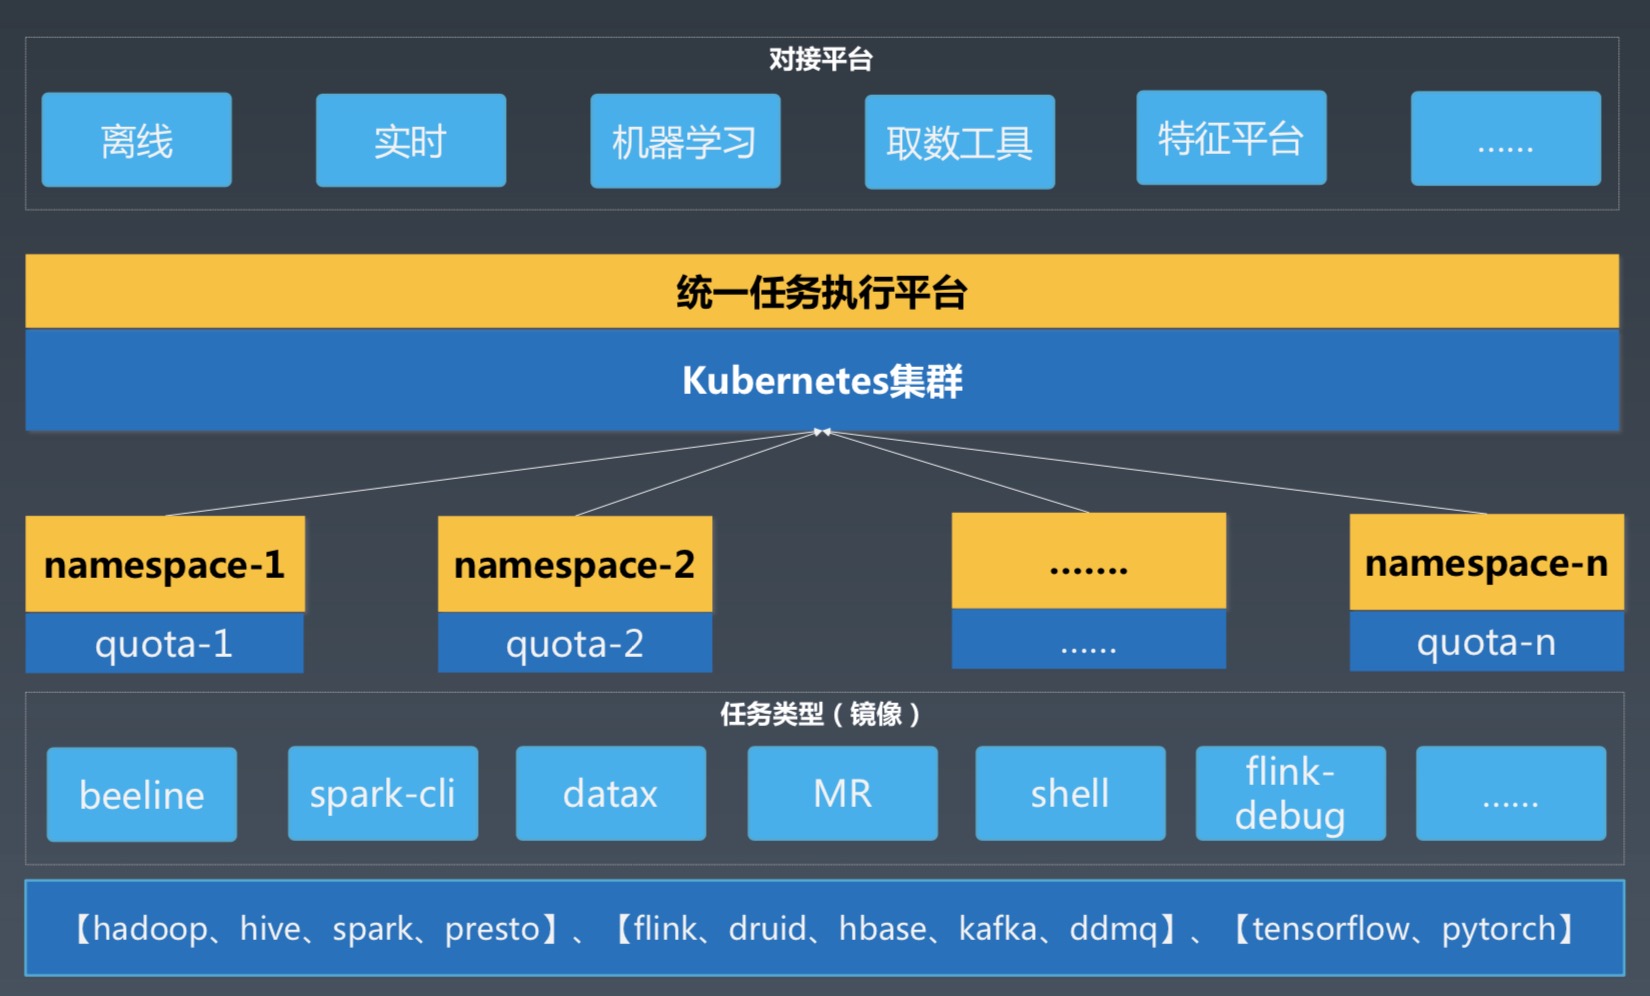 对接平台
离线
实时
机器学习
取数工具
特征平台
......
统一任务执行平台
Kubernetes集群
namespace-1
namespace-2
.......
namespace-n
quota-1
quota-2
......
quota-n
任务类型（镜像）
beeline
spark-cli
datax
MR
shell
flink-
debug
......
【hadoop、hive、spark、presto】、【flink、druid、hbase、kafka、ddmq】、【tensorflow、pytorch】